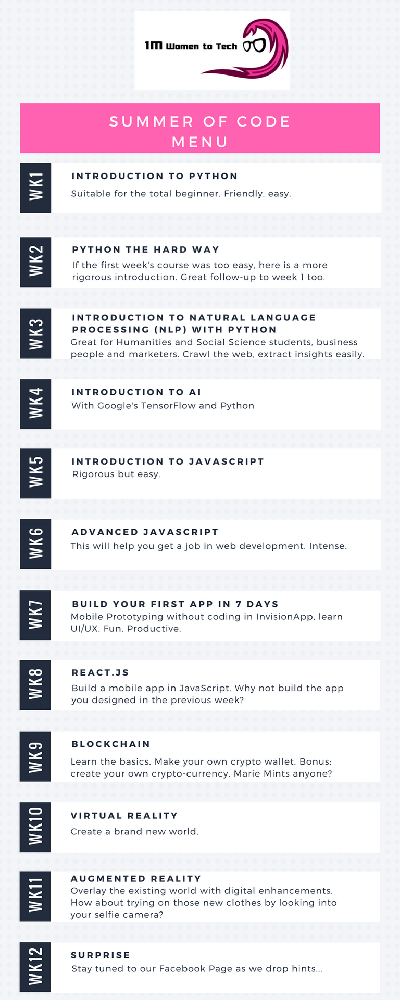 1M Women to Tech
SUMMER OF CODE
MENU
WK1
INTRODUCTION TO PYTHON
Suitable for the total beginner. Friendly, easy.
WK2
PYTHON THE HARD WAY
If the first week's course was too easy, here is a more
rigorous introduction. Great follow-up to week 1 too.
WK3
INTRODUCTION TO NATURAL LANGUAGE
PROCESSING (NLP) WITH PYTHON
Great for Humanities and Social Science students, business
people and marketers. Crawl the web, extract insights easily.
WK4
INTRODUCTION TO AI
With Google's TensorFlow and Python
WK5
INTRODUCTION TO JAVASCRIPT
Rigorous but easy.
WK6
ADVANCED JAVASCRIPT
This will help you get a job in web development. Intense.
WK7
BUILD YOUR FIRST APP IN 7 DAYS
Mobile Prototyping without coding in InvisionApp, learn
UI/UX. Fun. Productive.
WK8
REACT.JS
Build a mobile app in JavaScript. Why not build the app
you designed in the previous week?
WK9
BLOCKCHAIN
Learn the basics. Make your own crypto wallet. Bonus:
create your own crypto-currency. Marie Mints anyone?
WK10
VIRTUAL REALITY
Create a brand new world.
WK11
AUGMENTED REALITY
Overlay the existing world with digital enhancements.
How about trying on those new clothes by looking into
your selfie camera?
WK12
SURPRISE
Stay tuned to our Facebook Page as we drop hints...